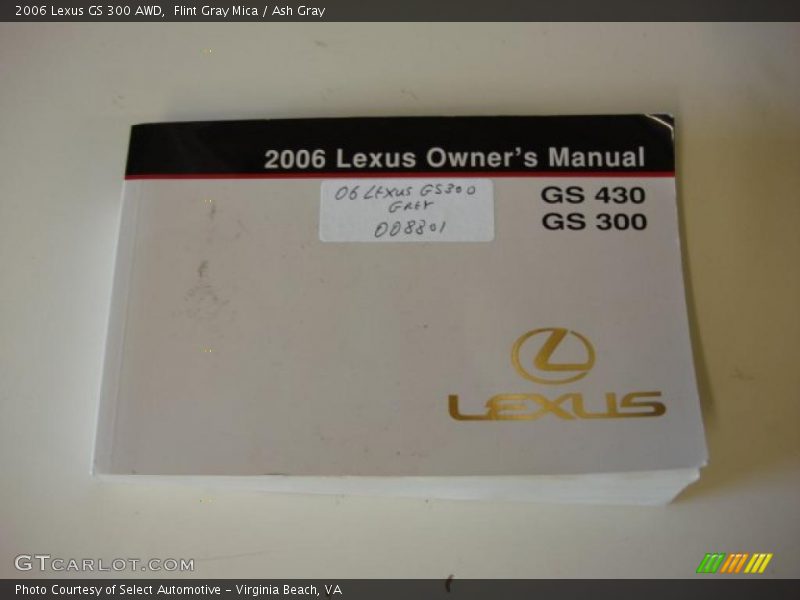 2006 Lexus GS 300 AWD,  Flint Gray Mica / Ash Gray
2006 Lexus Owner's Manual
06 LEXUS GS300
GREY
008801
GS 430
GS 300
LEXUS
GTCARLOT.COM
Photo Courtesy of Select Automotive - Virginia Beach, VA